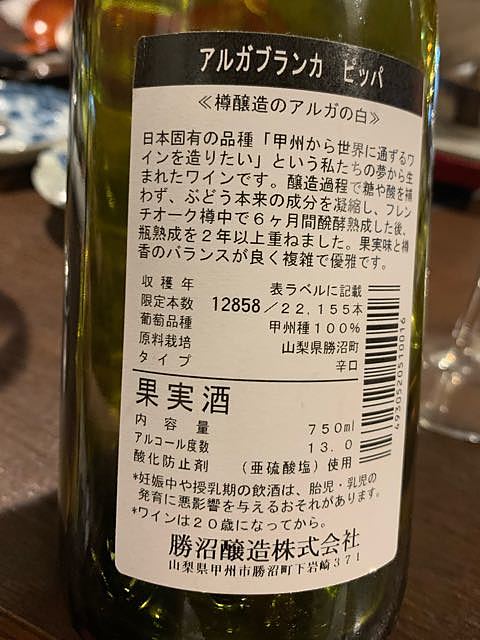 アルガブランカ ピッパ
≪樽醸造のアルガの白≫
日本固有の品種「甲州から世界に通ずるワ
インを造りたい」という私たちの夢から生
まれたワインです。醸造過程で糖や酸を補
わず、ぶどう本来の成分を凝縮し、フレン
チオーク樽中で6ヶ月間醗酵熟成した後、
瓶熟成を2年以上重ねました。果実味と樽
香のバランスが良く複雑で優雅です。
収穫年 表ラベルに記載
限定本数 12858／22,155本
葡萄品種 甲州種100%
原料栽培 山梨県勝沼町
タイプ 辛口
果実酒
内容量 750ml
アルコール度数 13.0
酸化防止剤 (亜硫酸塩)使用
*妊娠中や授乳期の飲酒は、胎児・乳児の
発育に悪影響を与えるおそれがあります。
*ワインは20歳になってから。
勝沼醸造株式会社
山梨県甲州市勝沼町下岩崎371
4930520510016